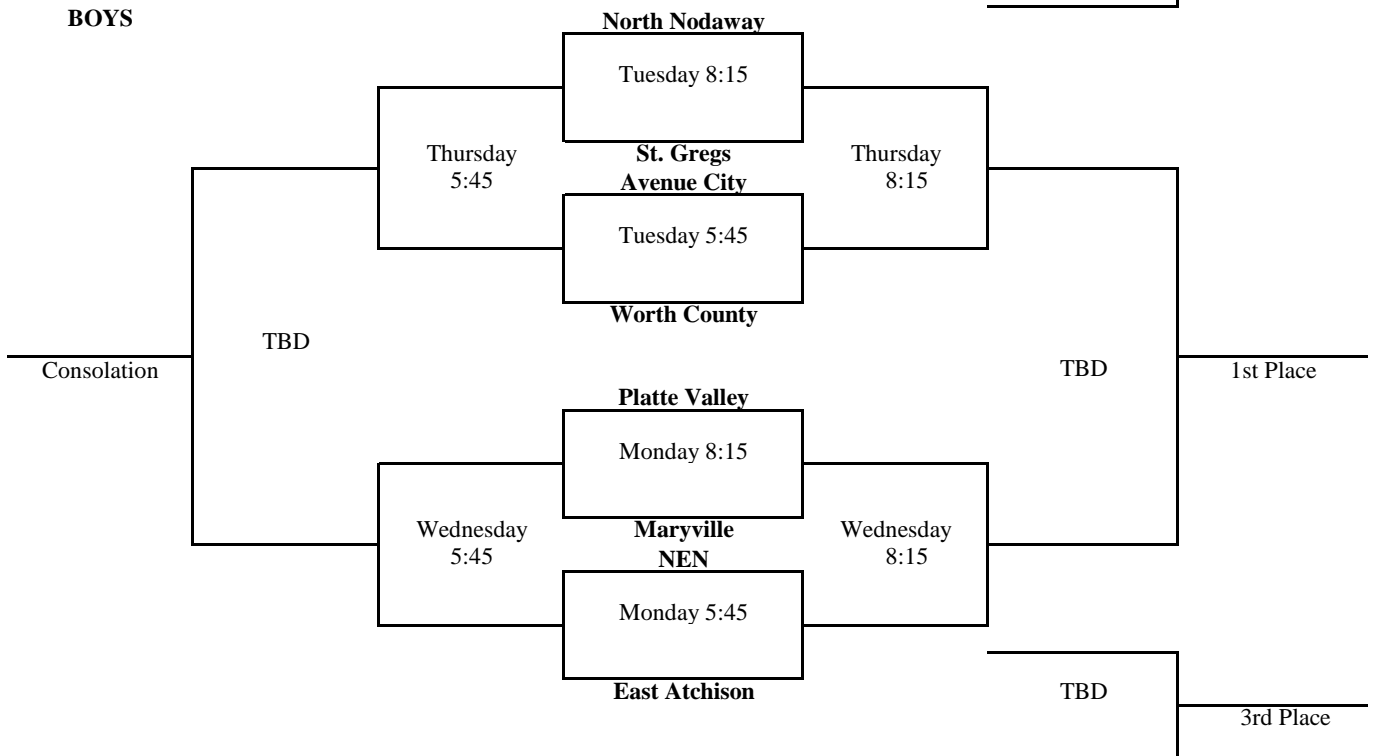 BOYS
North Nodaway
Tuesday 8:15
Thursday
5:45
St. Gregs
Avenue City
Thursday
8:15
Tuesday 5:45
Worth County
TBD
Consolation
TBD
1st Place
Platte Valley
Monday 8:15
Wednesday
5:45
Maryville
NEN
Wednesday
8:15
Monday 5:45
East Atchison
TBD
3rd Place